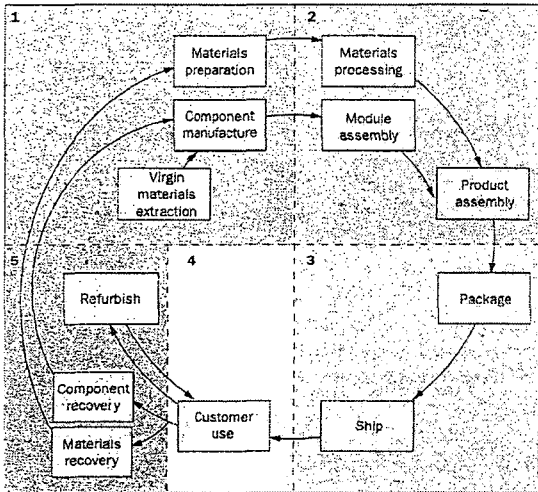 1
2
Materials
preparation
Materials
processing
Component
manufacture
Module
assembly
Virgin
materials
extraction
Product
assembly
5
4
3
Refurbish
Package
Component
recovery
Customer
use
Ship
Materials
recovery